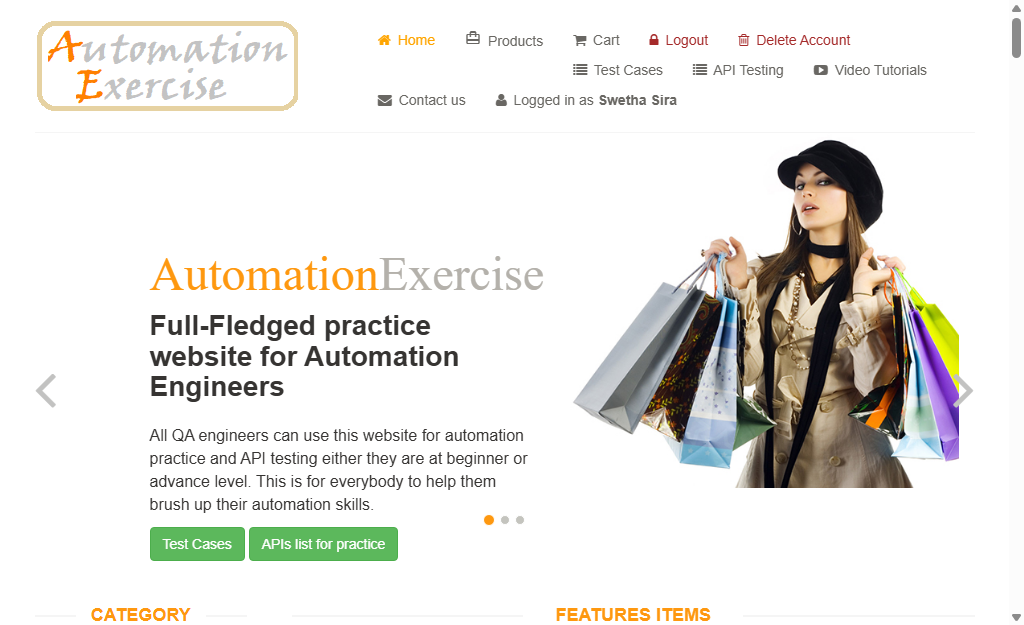 Automation
Exercise
Home
Products
Cart
Logout
Delete Account
Test Cases
API Testing
Video Tutorials
Contact us
Logged in as Swetha Sira
AutomationExercise
Full-Fledged practice
website for Automation
Engineers
All QA engineers can use this website for automation
practice and API testing either they are at beginner or
advance level. This is for everybody to help them
brush up their automation skills.
Test Cases
APIs list for practice
CATEGORY
FEATURES ITEMS